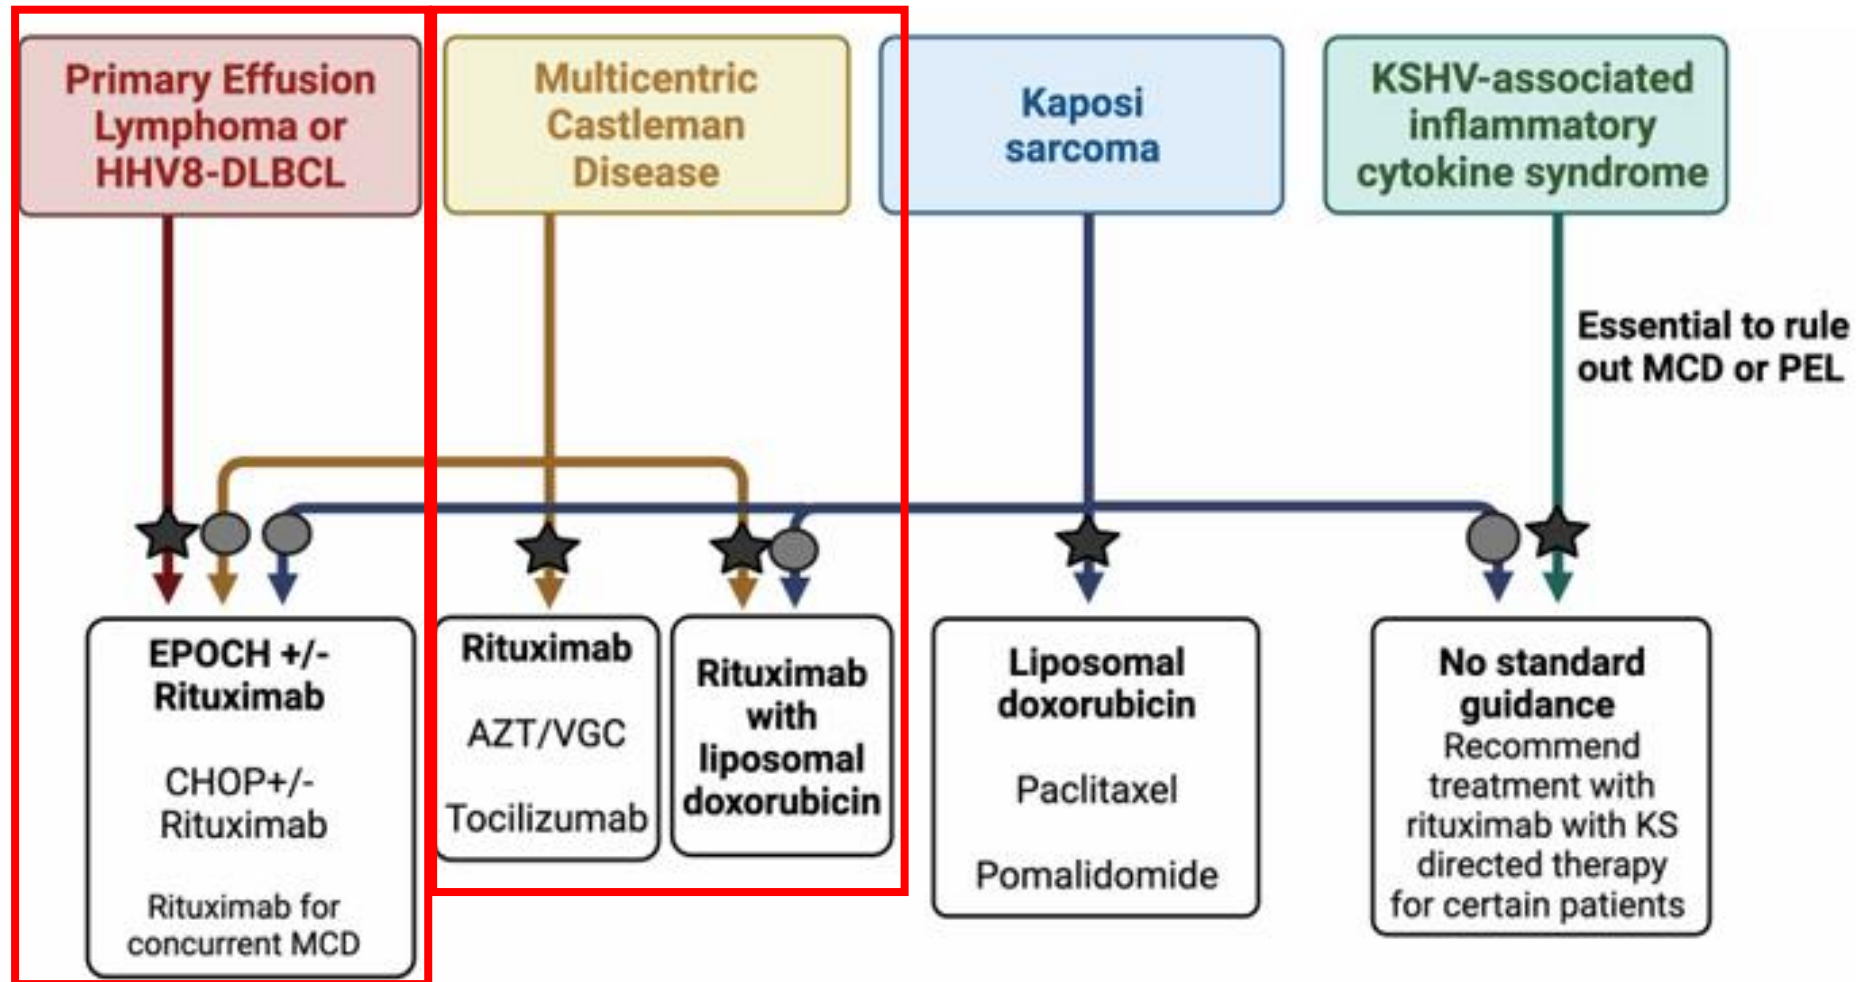 Primary Effusion
Lymphoma or
HHV8-DLBCL
Multicentric
Castleman
Disease
Kaposi
sarcoma
KSHV-associated
inflammatory
cytokine syndrome
Essential to rule
out MCD or PEL
EPOCH +/-
Rituximab
CHOP+/-
Rituximab
Rituximab for
concurrent MCD
Rituximab
AZT/VGC
Tocilizumab
Rituximab
with
liposomal
doxorubicin
Liposomal
doxorubicin
Paclitaxel
Pomalidomide
No standard
guidance
Recommend
treatment with
rituximab with KS
directed therapy
for certain patients